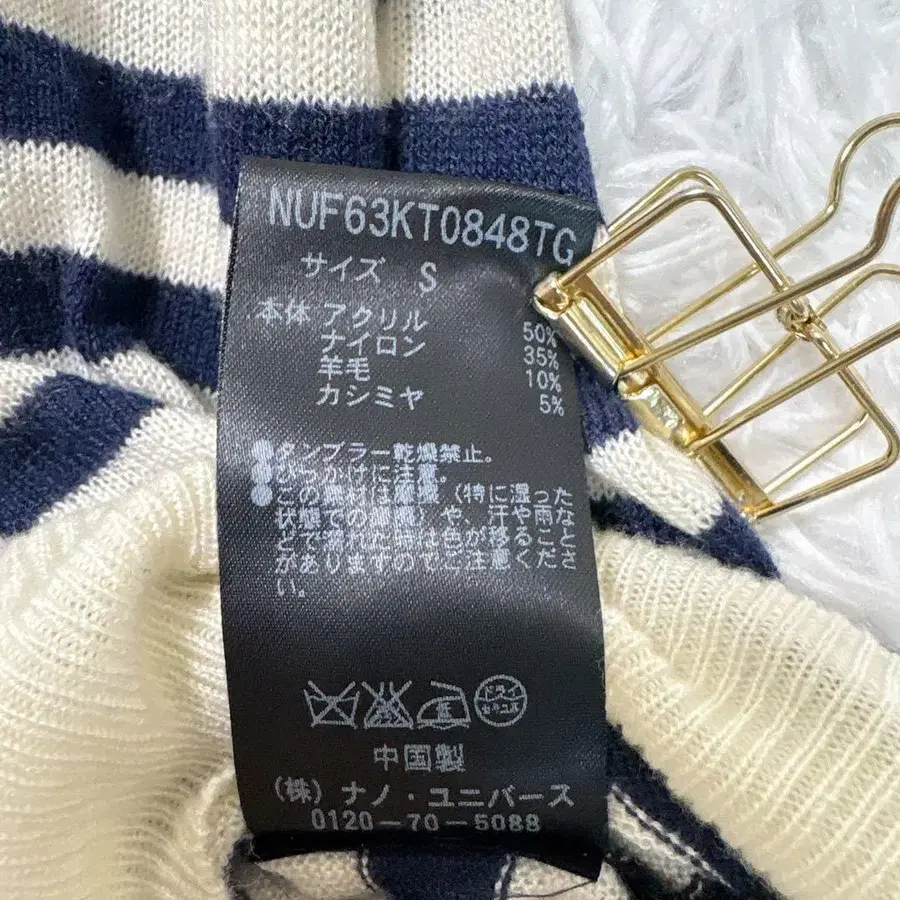 NUF63KT0848TG
サイズ S
本体 アクリル 50%
ナイロン 35%
羊毛 10%
カシミヤ 5%
●タンブラー乾燥禁止。
●ひっかけに注意。
●この素材は摩擦(特に湿った
状態での摩擦)や、汗や雨な
どで濡れた時は色が移ること
がありますのでご注意くださ
い。
ドライ
中国製
(株)ナノ・ユニバース
0120-70-5088